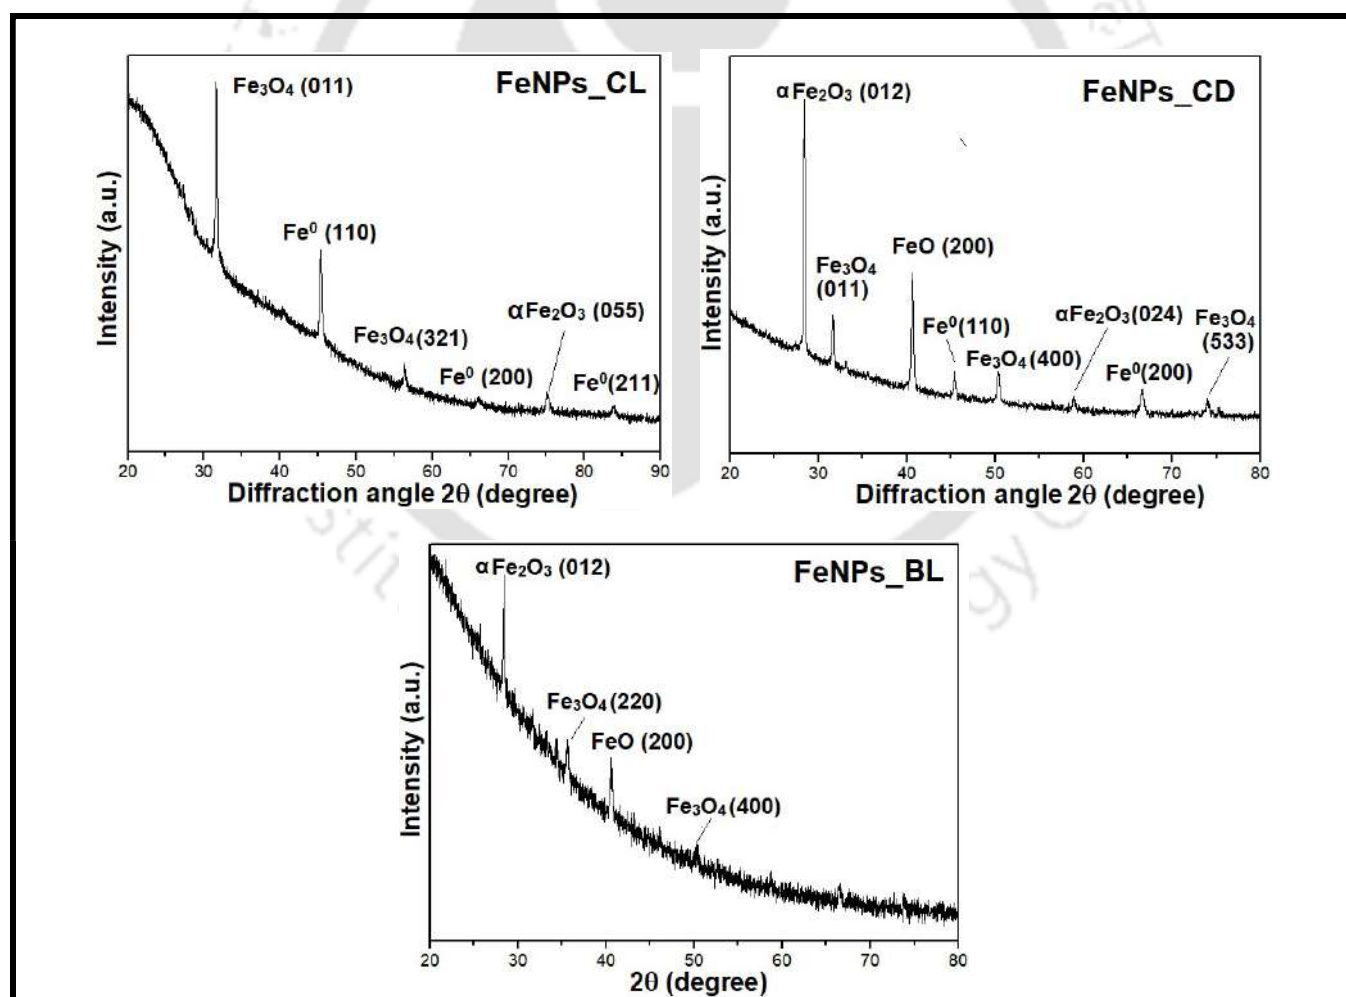 FeNPs_CL
Fe₃O₄ (011)
Fe⁰ (110)
Fe₃O₄ (321)
Fe⁰ (200)
αFe₂O₃ (055)
Fe⁰(211)
Intensity (a.u.)
20 30 40 50 60 70 80 90
Diffraction angle 2θ (degree)
FeNPs_CD
αFe₂O₃ (012)
Fe₃O₄
(011)
FeO (200)
Fe⁰(110)
Fe₃O₄ (400)
αFe₂O₃(024)
Fe⁰(200)
Fe₃O₄
(533)
Intensity (a.u.)
20 30 40 50 60 70 80
Diffraction angle 2θ (degree)
FeNPs_BL
αFe₂O₃ (012)
Fe₃O₄ (220)
FeO (200)
Fe₃O₄ (400)
Intensity (a.u.)
20 30 40 50 60 70 80
2θ (degree)